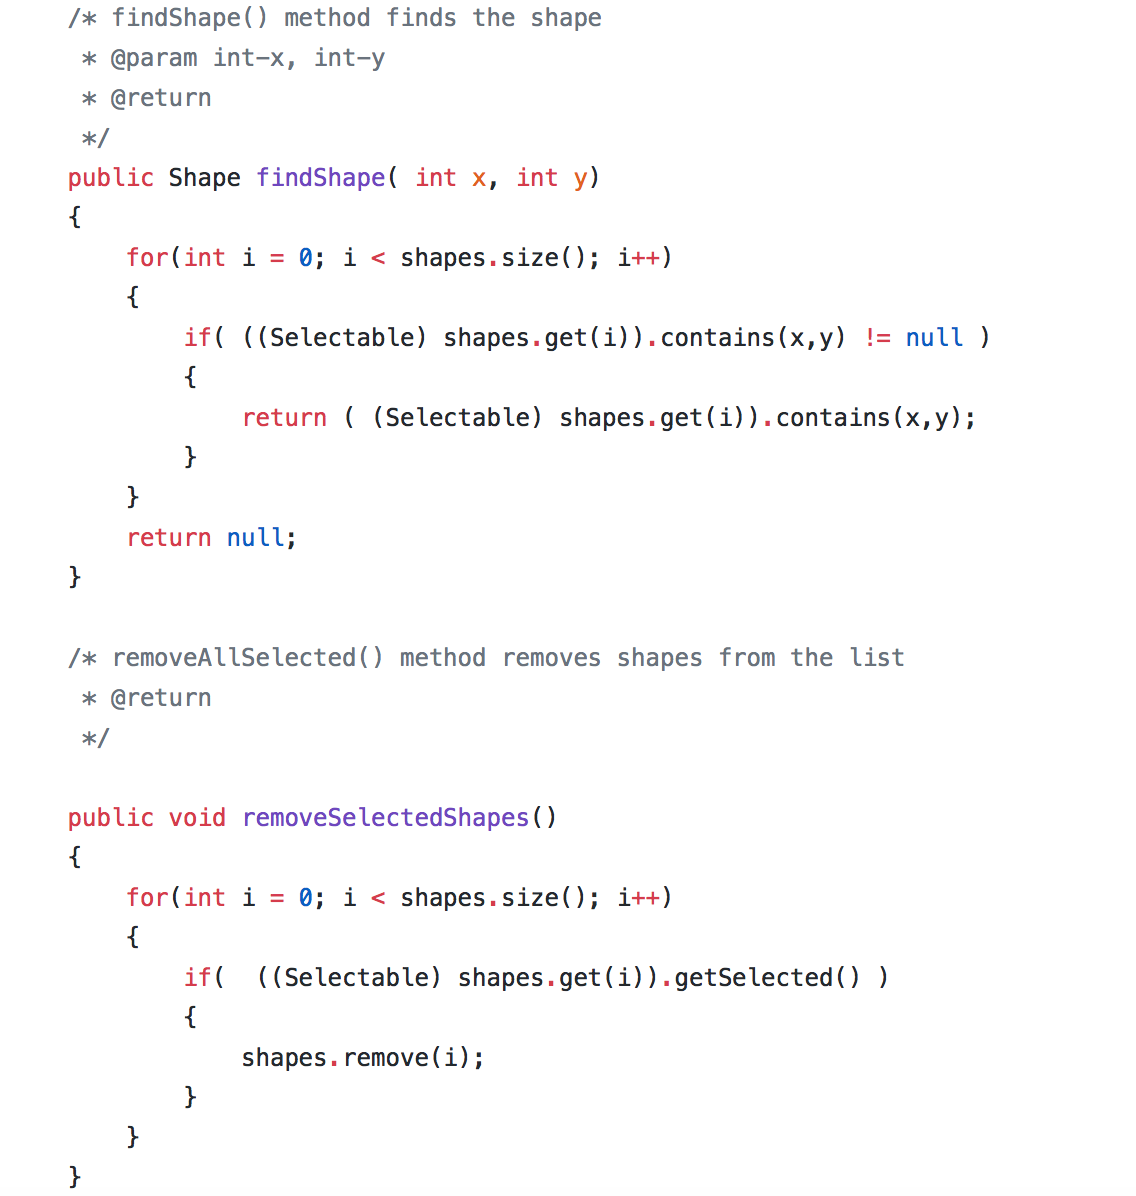 /* findShape() method finds the shape
 * @param int-x, int-y
 * @return
 */
public Shape findShape( int x, int y)
{
    for(int i = 0; i < shapes.size(); i++)
    {
        if( ((Selectable) shapes.get(i)).contains(x,y) != null )
        {
            return ( (Selectable) shapes.get(i)).contains(x,y);
        }
    }
    return null;
}

/* removeAllSelected() method removes shapes from the list
 * @return
 */

public void removeSelectedShapes()
{
    for(int i = 0; i < shapes.size(); i++)
    {
        if(  ((Selectable) shapes.get(i)).getSelected() )
        {
            shapes.remove(i);
        }
    }
}